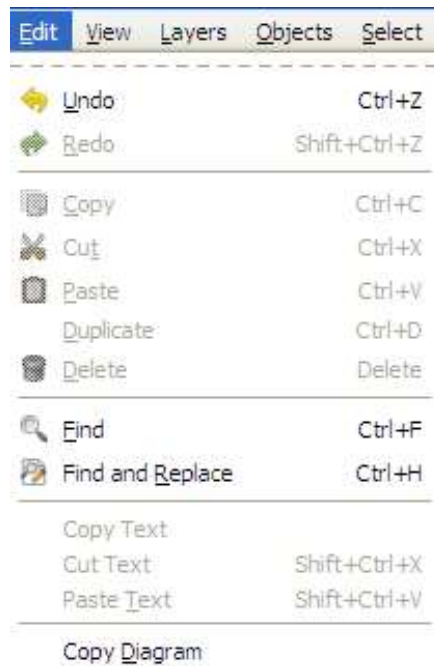 Edit View Layers Objects Select
Undo Ctrl+Z
Redo Shift+Ctrl+Z
Copy Ctrl+C
Cut Ctrl+X
Paste Ctrl+V
Duplicate Ctrl+D
Delete Delete
Find Ctrl+F
Find and Replace Ctrl+H
Copy Text
Cut Text Shift+Ctrl+X
Paste Text Shift+Ctrl+V
Copy Diagram